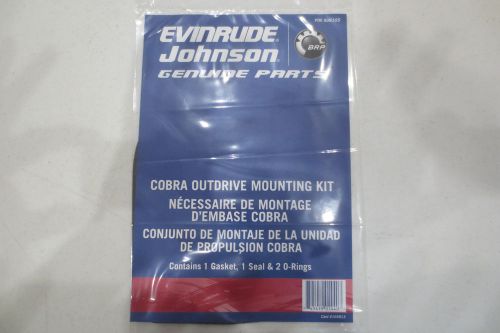 EVINRUDE
Johnson
GENUINE PARTS
BRP
COBRA OUTDRIVE MOUNTING KIT
NÉCESSAIRE DE MONTAGE
D'EMBASE COBRA
CONJUNTO DE MONTAJE DE LA UNIDAD
DE PROPULSIÓN COBRA
Contains 1 Gasket, 1 Seal & 2 O-Rings